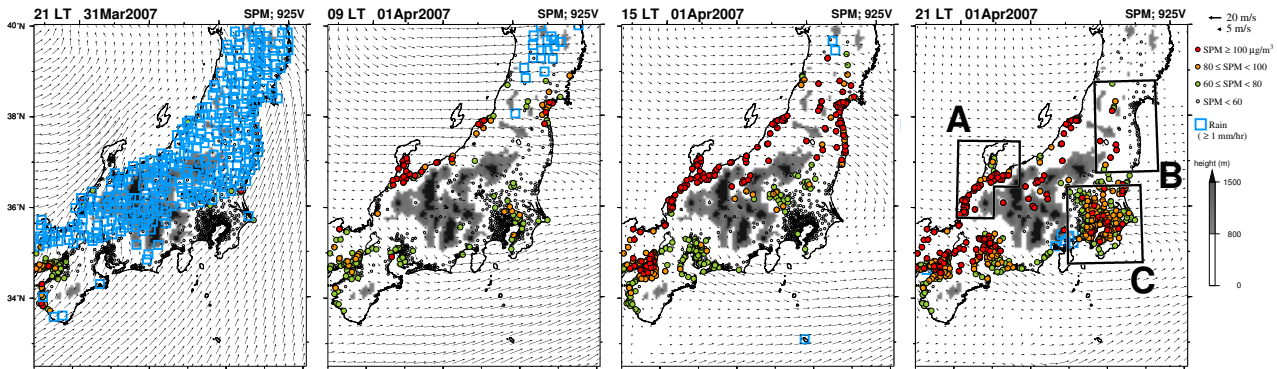 21 LT 31Mar2007 SPM; 925V
09 LT 01Apr2007 SPM; 925V
15 LT 01Apr2007 SPM; 925V
21 LT 01Apr2007 SPM; 925V
40˚N
38˚N
36˚N
34˚N
A
B
C
20 m/s
5 m/s
SPM ≥ 100 µg/m³
80 ≤ SPM < 100
60 ≤ SPM < 80
SPM < 60
Rain
(≥ 1 mm/hr)
height (m)
1500
800
0